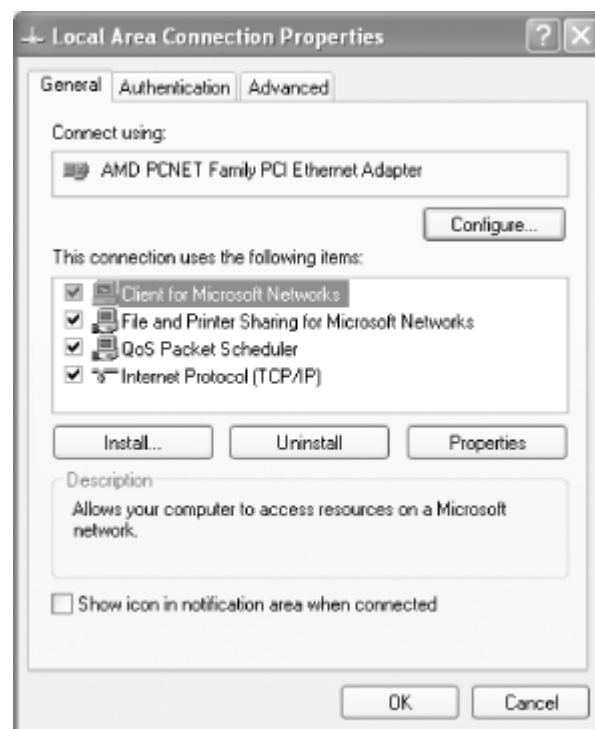 Local Area Connection Properties
General Authentication Advanced
Connect using:
AMD PCNET Family PCI Ethernet Adapter
Configure...
This connection uses the following items:
Client for Microsoft Networks
File and Printer Sharing for Microsoft Networks
QoS Packet Scheduler
Internet Protocol (TCP/IP)
Install... Uninstall Properties
Description
Allows your computer to access resources on a Microsoft
network.
Show icon in notification area when connected
OK Cancel